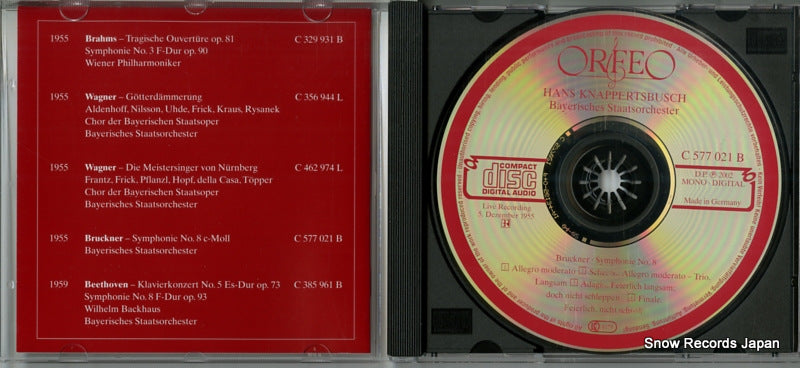 1955 Brahms – Tragische Ouvertüre op. 81 C 329 931 B
Symphonie No. 3 F-Dur op. 90
Wiener Philharmoniker
1955 Wagner – Götterdämmerung C 356 944 L
Aldenhoff, Nilsson, Uhde, Frick, Kraus, Rysanek
Chor der Bayerischen Staatsoper
Bayerisches Staatsorchester
1955 Wagner – Die Meistersinger von Nürnberg C 462 974 L
Frantz, Frick, Pflanzl, Hopf, della Casa, Töpper
Chor der Bayerischen Staatsoper
Bayerisches Staatsorchester
1955 Bruckner – Symphonie No. 8 c-Moll C 577 021 B
Bayerisches Staatsorchester
1959 Beethoven – Klavierkonzert No. 5 Es-Dur op. 73 C 385 961 B
Symphonie No. 8 F-Dur op. 93
Wilhelm Backhaus
Bayerisches Staatsorchester
ORFEO
HANS KNAPPERTSBUSCH
Bayerisches Staatsorchester
C 577 021 B
COMPACT
disc
DIGITAL AUDIO
D.P. ℗ 2002
MONO · DIGITAL
Made in Germany
Live Recording
5. Dezember 1955
Bruckner · Symphonie No. 8
1 Allegro moderato 2 Scherzo. Allegro moderato – Trio.
Langsam 3 Adagio. Feierlich langsam;
doch nicht schleppen 4 Finale.
Feierlich, nicht schnell
Snow Records Japan